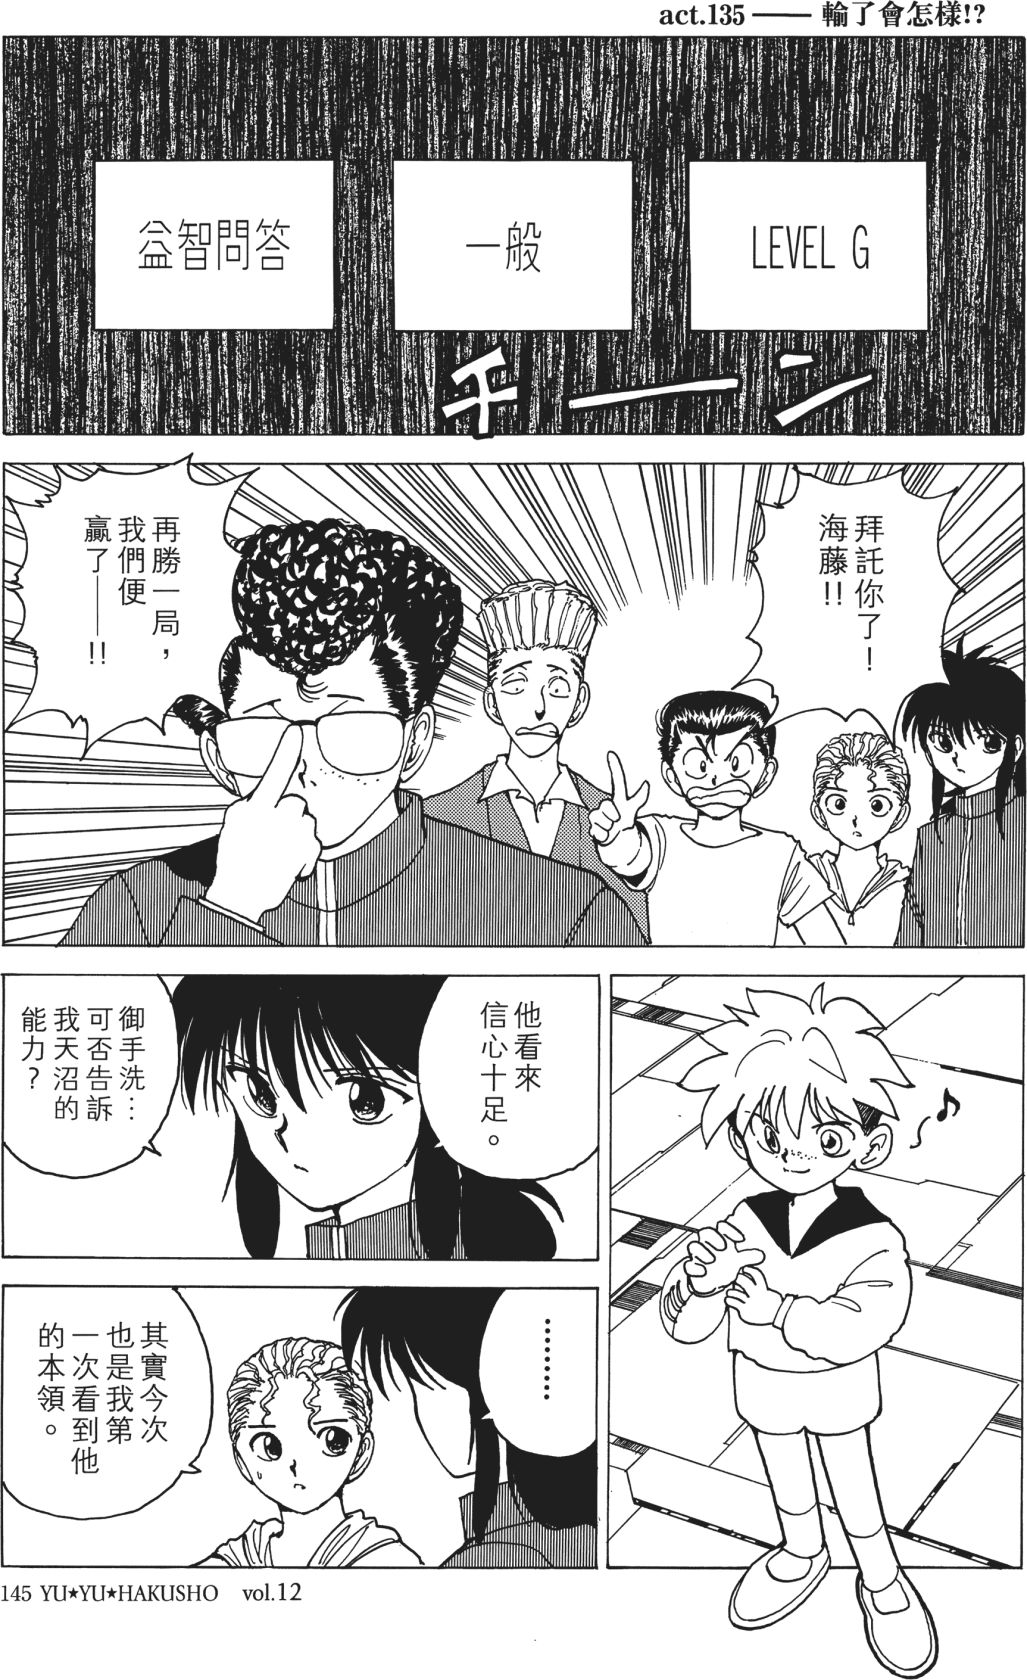 act.135 —— 輸了會怎樣!?
益智問答
一般
LEVEL G
チーン
拜託你了！
海藤!!
再勝一局，
我們便
贏了——!!
他看來
信心十足。
御手洗…
可否告訴
我天沼的
能力？
………
其實今次
也是我第
一次看到他
的本領。
145 YU★YU★HAKUSHO vol.12